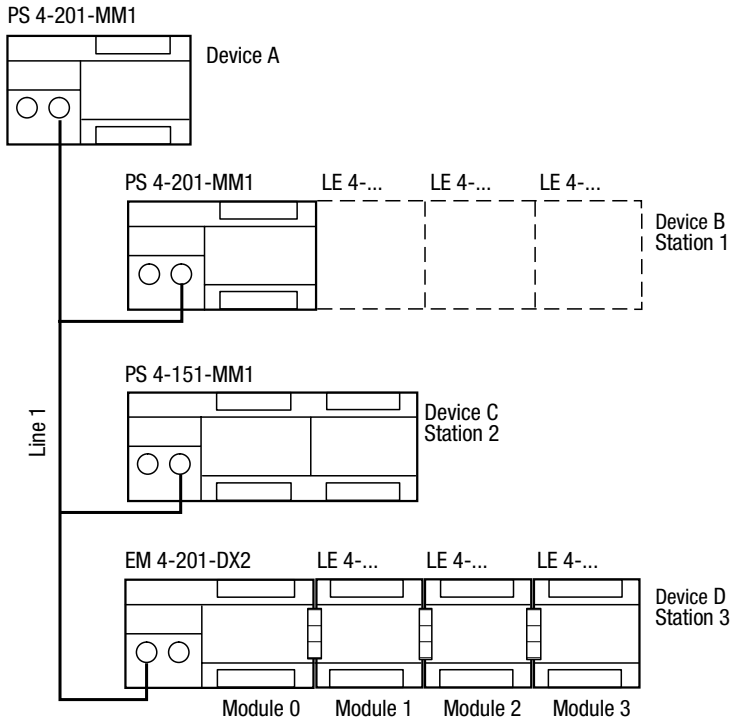 PS 4-201-MM1
Device A
PS 4-201-MM1 LE 4-... LE 4-... LE 4-...
Device B
Station 1
PS 4-151-MM1
Device C
Station 2
Line 1
EM 4-201-DX2 LE 4-... LE 4-... LE 4-...
Device D
Station 3
Module 0 Module 1 Module 2 Module 3